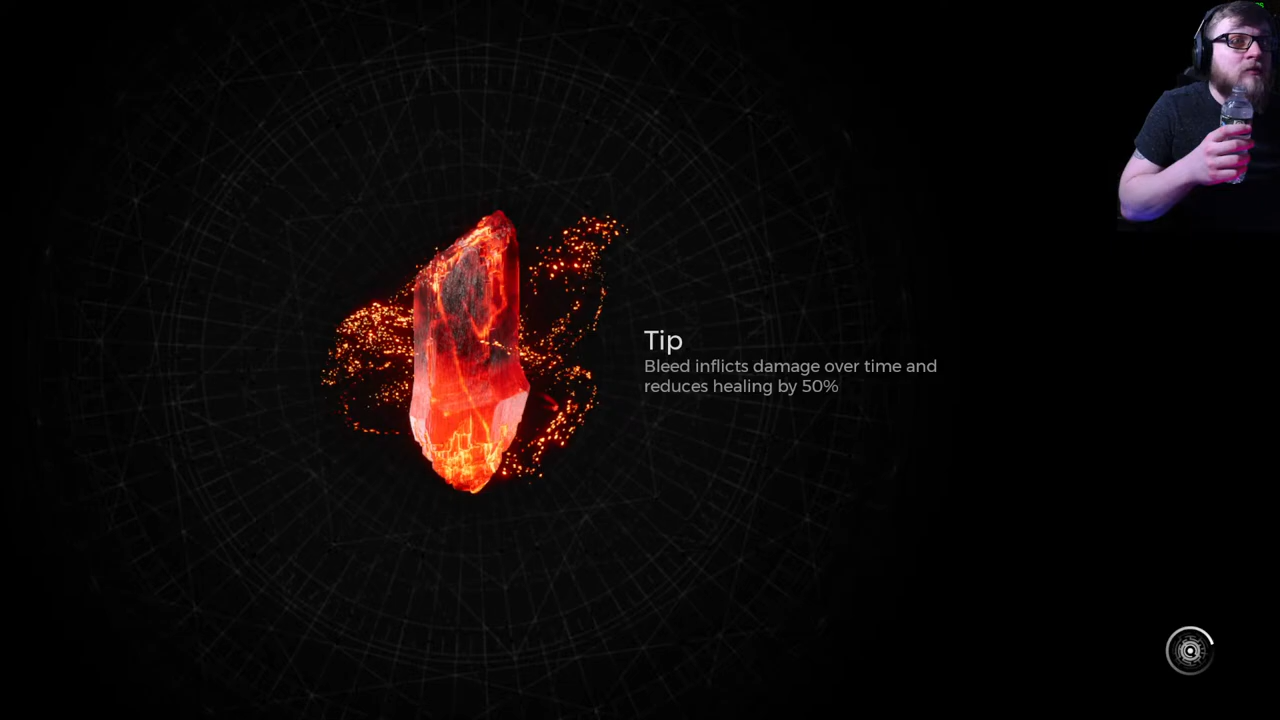 Tip
Bleed inflicts damage over time and
reduces healing by 50%